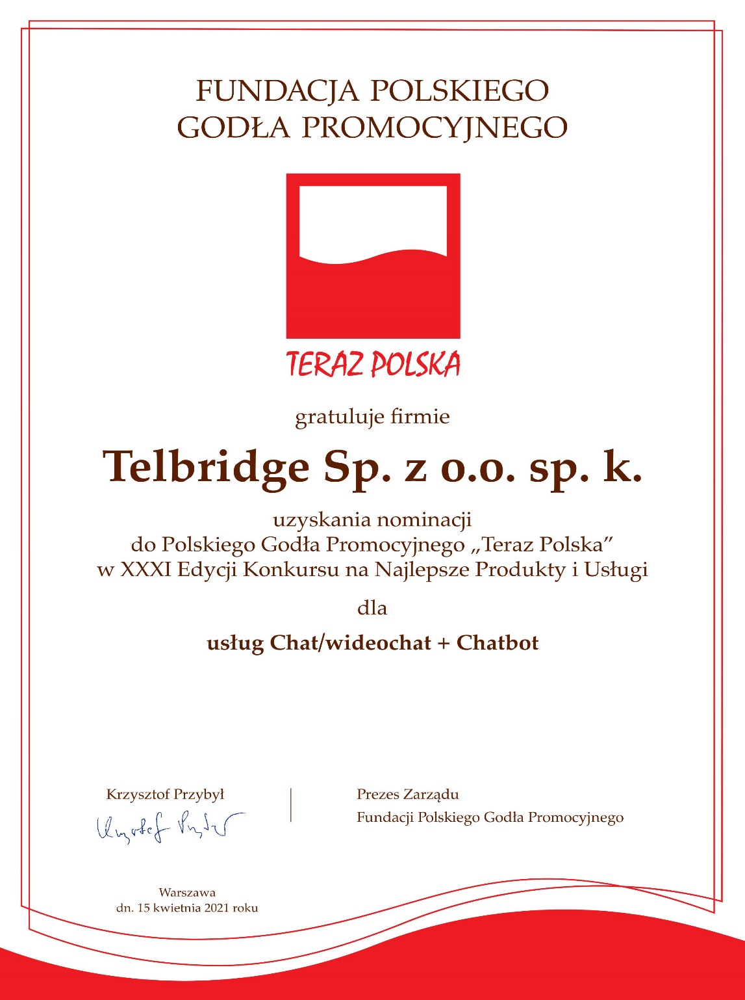 FUNDACJA POLSKIEGO
GODŁA PROMOCYJNEGO
TERAZ POLSKA
gratuluje firmie
Telbridge Sp. z o.o. sp. k.
uzyskania nominacji
do Polskiego Godła Promocyjnego „Teraz Polska”
w XXXI Edycji Konkursu na Najlepsze Produkty i Usługi
dla
usług Chat/wideochat + Chatbot
Krzysztof Przybył
Prezes Zarządu
Fundacji Polskiego Godła Promocyjnego
Warszawa
dn. 15 kwietnia 2021 roku